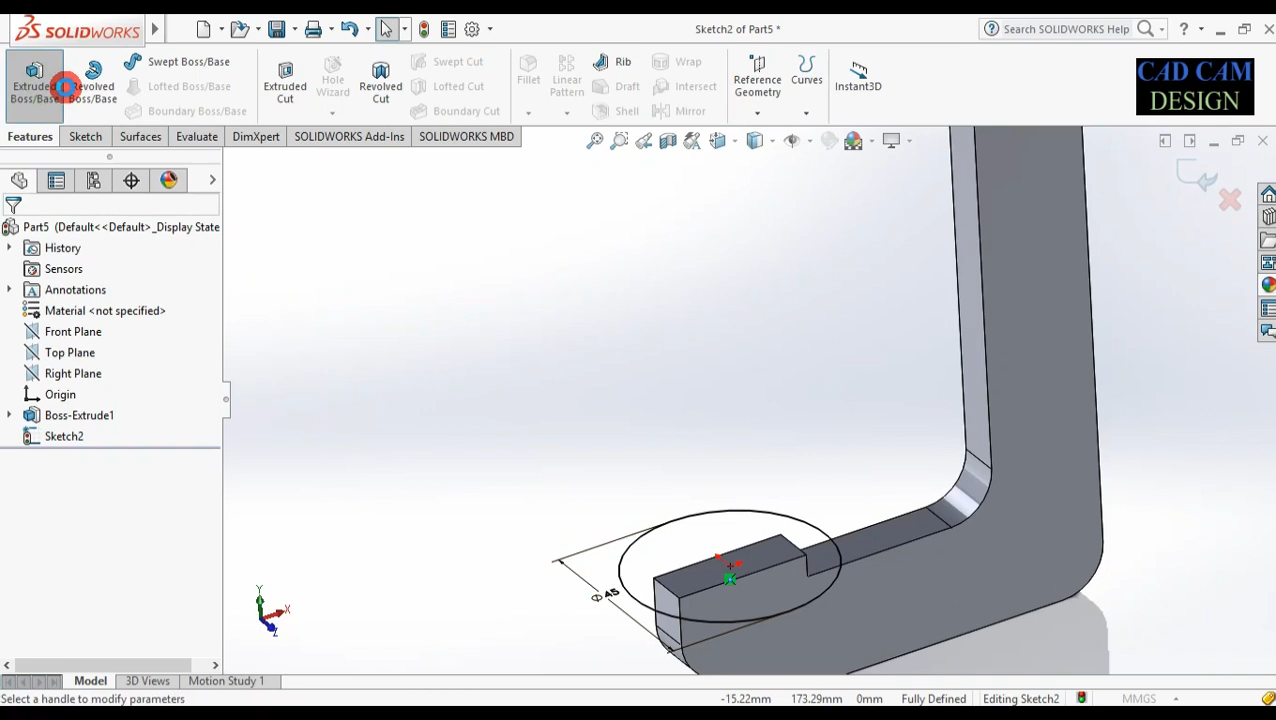 SOLIDWORKS
Sketch2 of Part5 *
Search SOLIDWORKS Help
Extruded Boss/Base
Revolved Boss/Base
Swept Boss/Base
Lofted Boss/Base
Boundary Boss/Base
Extruded Cut
Hole Wizard
Revolved Cut
Swept Cut
Lofted Cut
Boundary Cut
Fillet
Linear Pattern
Rib
Draft
Shell
Wrap
Intersect
Mirror
Reference Geometry
Curves
Instant3D
CAD CAM
DESIGN
Features
Sketch
Surfaces
Evaluate
DimXpert
SOLIDWORKS Add-Ins
SOLIDWORKS MBD
Part5 (Default<<Default>_Display State
History
Sensors
Annotations
Material <not specified>
Front Plane
Top Plane
Right Plane
Origin
Boss-Extrude1
Sketch2
Φ45
Y
X
Z
Model
3D Views
Motion Study 1
Select a handle to modify parameters
-15.22mm
173.29mm
0mm
Fully Defined
Editing Sketch2
MMGS